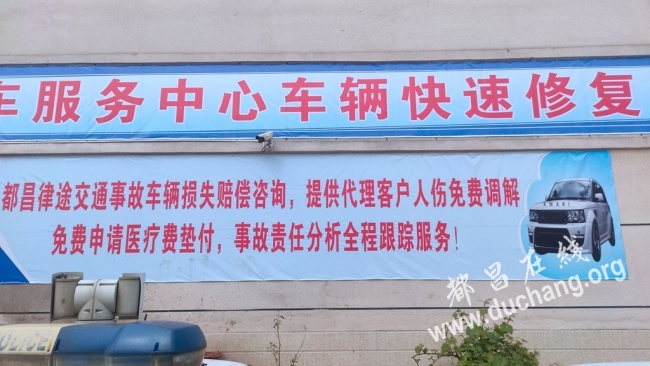 车服务中心车辆快速修复
都昌律途交通事故车辆损失赔偿咨询，提供代理客户人伤免费调解
免费申请医疗费垫付，事故责任分析全程跟踪服务！
都昌在线
www.duchang.org
POLICE